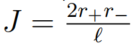 J = \frac{2r_+r_-}{\ell}